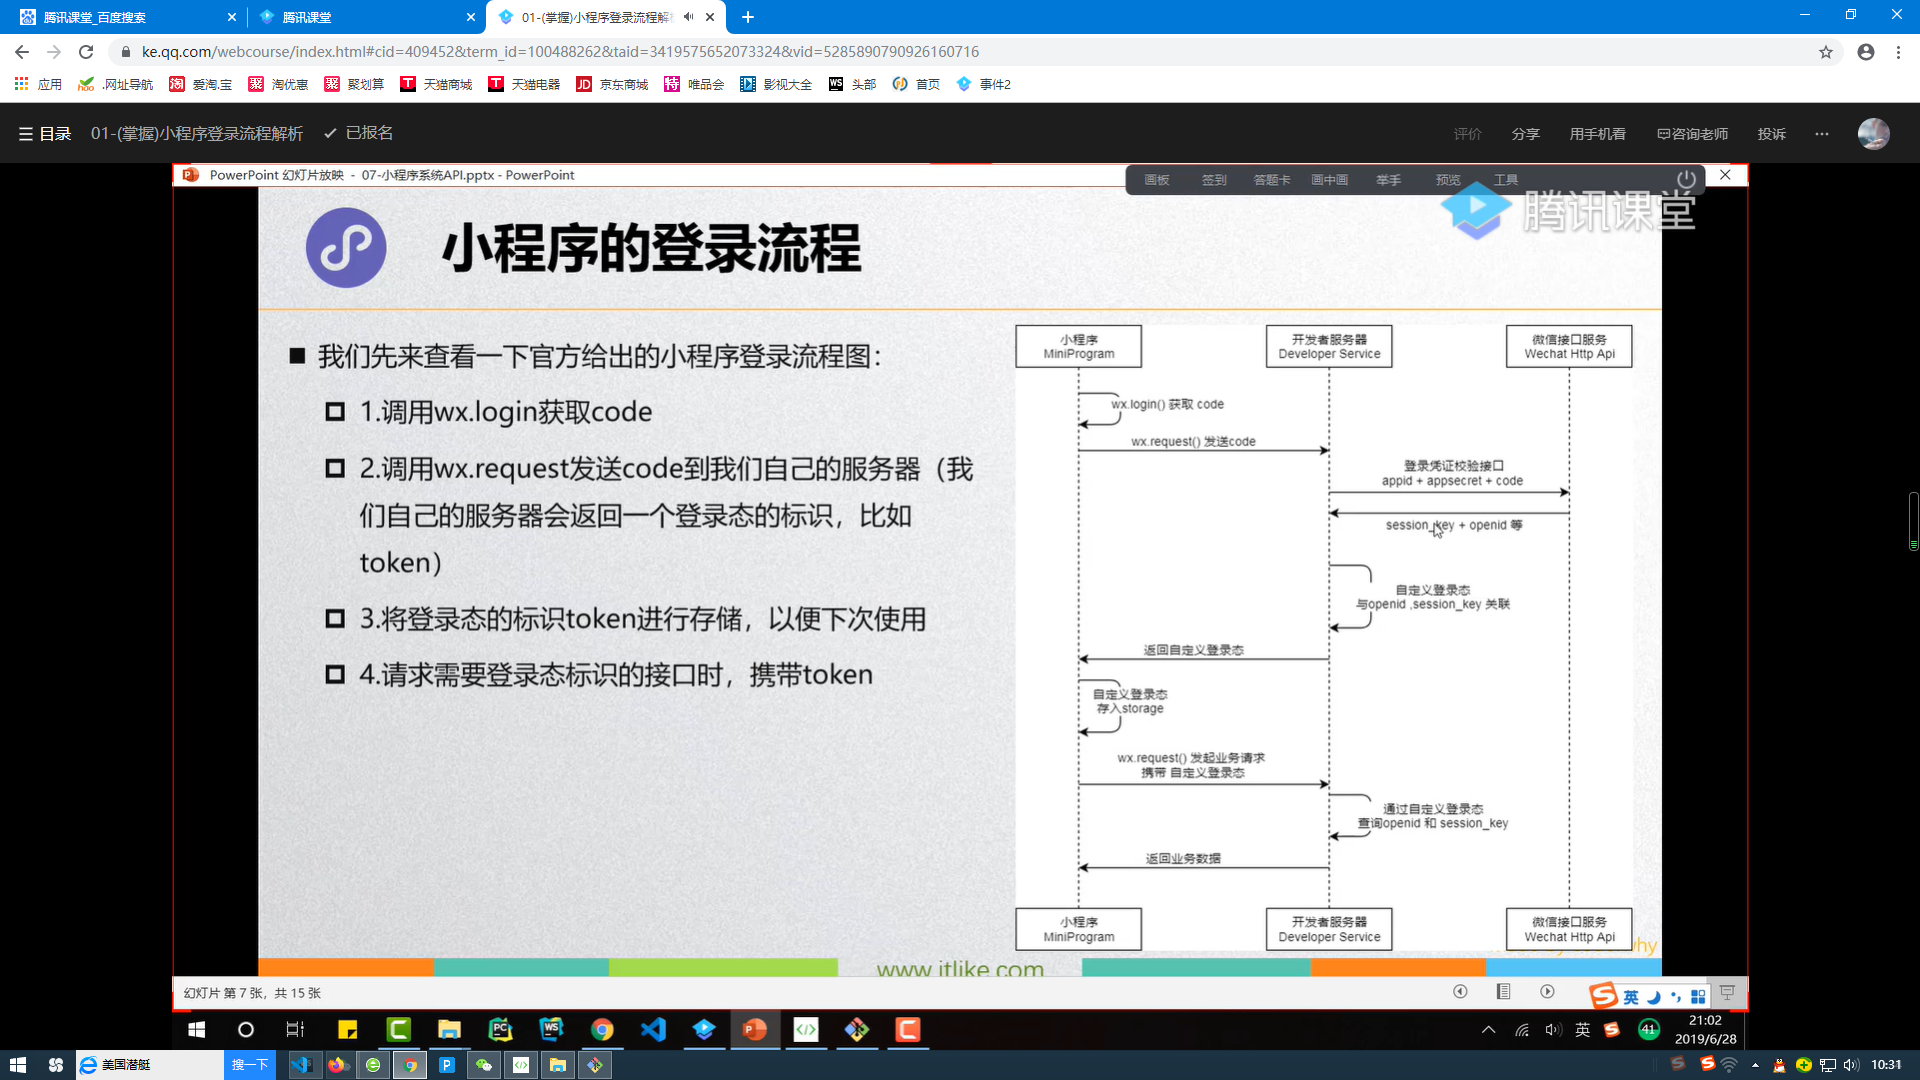 腾讯课堂_百度搜索
腾讯课堂
01-(掌握)小程序登录流程解析
ke.qq.com/webcourse/index.html#cid=409452&term_id=100488262&taid=3419575652073324&vid=5285890790926160716
应用
.网址导航
爱淘.宝
淘优惠
聚划算
天猫商城
天猫电器
京东商城
唯品会
影视大全
头部
首页
事件2
目录
01-(掌握)小程序登录流程解析
已报名
评价
分享
用手机看
咨询老师
投诉
PowerPoint 幻灯片放映 - 07-小程序系统API.pptx - PowerPoint
画板
签到
答题卡
画中画
举手
预览
工具
腾讯课堂
小程序的登录流程
我们先来查看一下官方给出的小程序登录流程图：
1.调用wx.login获取code
2.调用wx.request发送code到我们自己的服务器（我
们自己的服务器会返回一个登录态的标识，比如
token）
3.将登录态的标识token进行存储，以便下次使用
4.请求需要登录态标识的接口时，携带token
小程序
MiniProgram
开发者服务器
Developer Service
微信接口服务
Wechat Http Api
wx.login() 获取 code
wx.request() 发送code
登录凭证校验接口
appid + appsecret + code
session_key + openid 等
自定义登录态
与openid ,session_key 关联
返回自定义登录态
自定义登录态
存入storage
wx.request() 发起业务请求
携带 自定义登录态
通过自定义登录态
查询openid 和 session_key
返回业务数据
小程序
MiniProgram
开发者服务器
Developer Service
微信接口服务
Wechat Http Api
www.itlike.com
幻灯片 第 7 张，共 15 张
英
英
41
21:02
2019/6/28
美国潜艇
搜一下
10:31